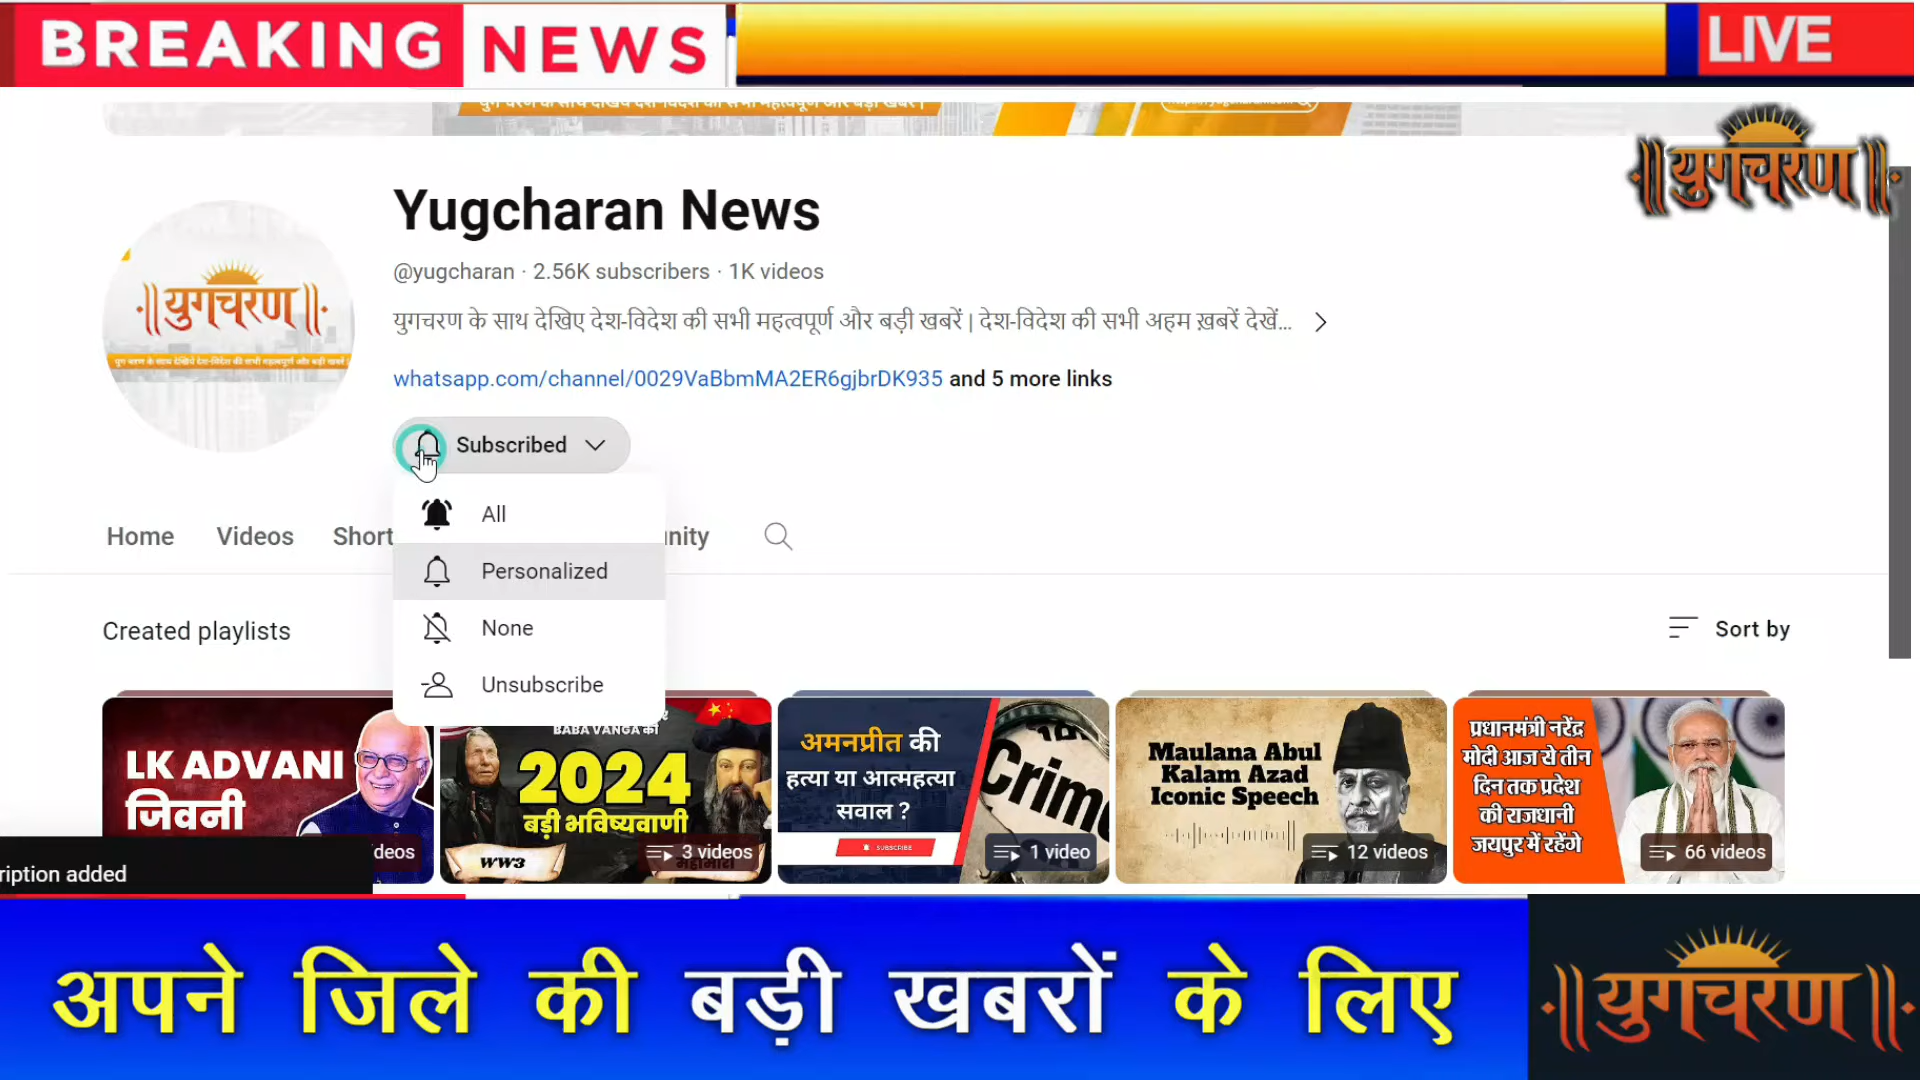 BREAKING NEWS
LIVE
युगचरण
Yugcharan News
@yugcharan · 2.56K subscribers · 1K videos
युगचरण के साथ देखिए देश-विदेश की सभी महत्वपूर्ण और बड़ी खबरें | देश-विदेश की सभी अहम ख़बरें देखें...
whatsapp.com/channel/0029VaBbmMA2ER6gjbrDK935 and 5 more links
युगचरण
Subscribed
All
Personalized
None
Unsubscribe
Home Videos Short nity
Created playlists
Sort by
LK ADVANI
जिवनी
deos
BABA VANGA की
2024
बड़ी भविष्यवाणी
WW3
3 videos
अमनप्रीत की
हत्या या आत्महत्या
सवाल ?
SUBSCRIBE
Crime
1 video
Maulana Abul
Kalam Azad
Iconic Speech
12 videos
प्रधानमंत्री नरेंद्र
मोदी आज से तीन
दिन तक प्रदेश
की राजधानी
जयपुर में रहेंगे
66 videos
ription added
अपने जिले की बड़ी खबरों के लिए
युगचरण